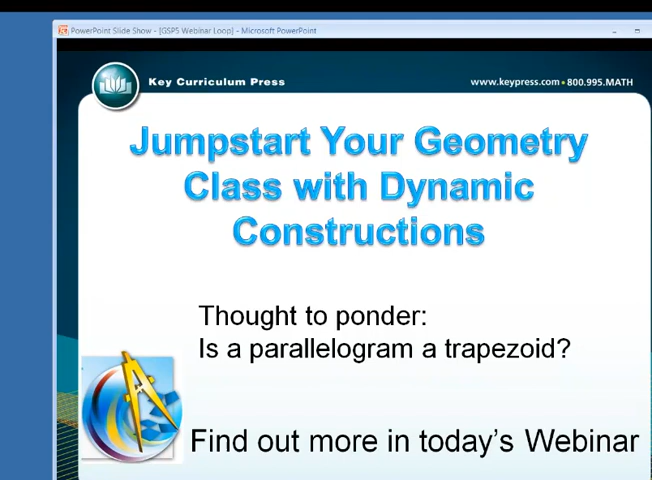 PowerPoint Slide Show - [GSP5 Webinar Loop] - Microsoft PowerPoint
Key Curriculum Press
www.keypress.com • 800.995.MATH
Jumpstart Your Geometry
Class with Dynamic
Constructions
Thought to ponder:
Is a parallelogram a trapezoid?
Find out more in today's Webinar